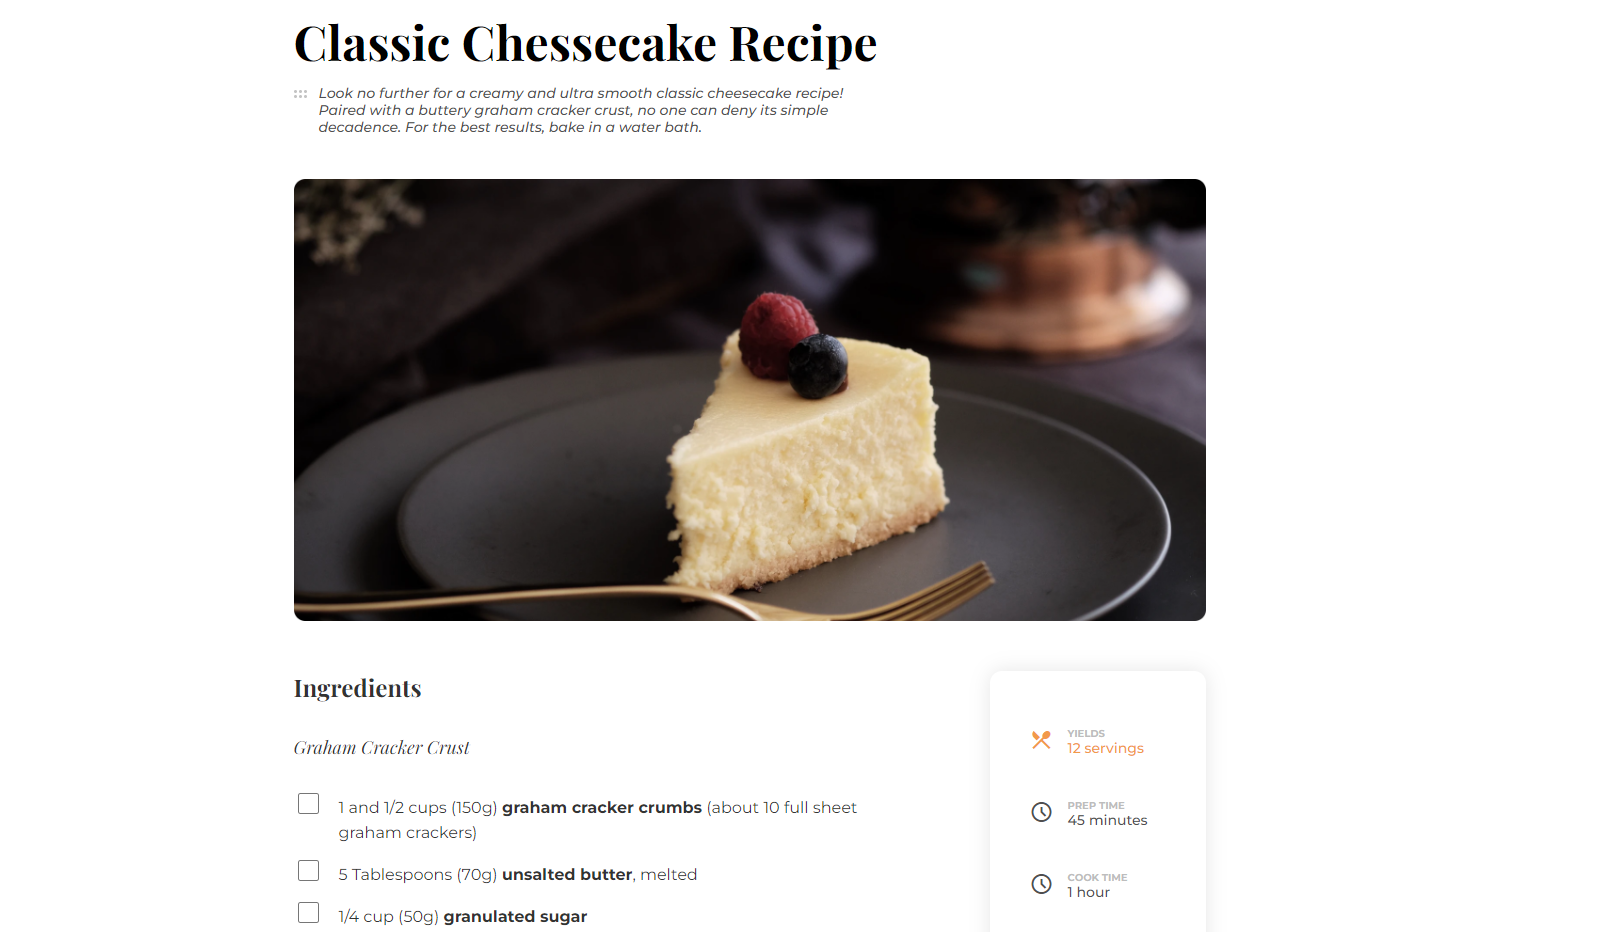 Classic Chessecake Recipe
Look no further for a creamy and ultra smooth classic cheesecake recipe!
Paired with a buttery graham cracker crust, no one can deny its simple
decadence. For the best results, bake in a water bath.
Ingredients
Graham Cracker Crust
1 and 1/2 cups (150g) graham cracker crumbs (about 10 full sheet
graham crackers)
5 Tablespoons (70g) unsalted butter, melted
1/4 cup (50g) granulated sugar
YIELDS
12 servings
PREP TIME
45 minutes
COOK TIME
1 hour